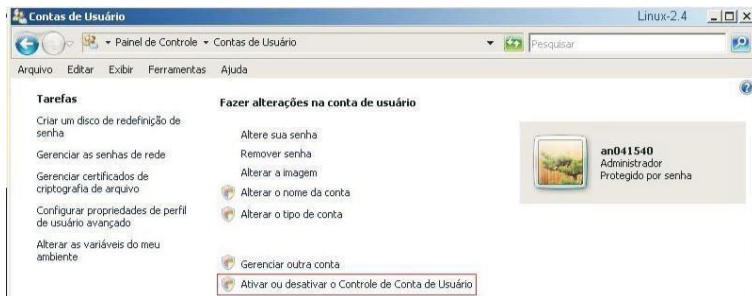 Contas de Usuário
Linux-2.4
Painel de Controle
Contas de Usuário
Pesquisar
Arquivo Editar Exibir Ferramentas Ajuda
Tarefas
Criar um disco de redefinição de
senha
Gerenciar as senhas de rede
Gerenciar certificados de
criptografia de arquivo
Configurar propriedades de perfil
de usuário avançado
Alterar as variáveis do meu
ambiente
Fazer alterações na conta de usuário
Altere sua senha
Remover senha
Alterar a imagem
Alterar o nome da conta
Alterar o tipo de conta
Gerenciar outra conta
Ativar ou desativar o Controle de Conta de Usuário
an041540
Administrador
Protegido por senha